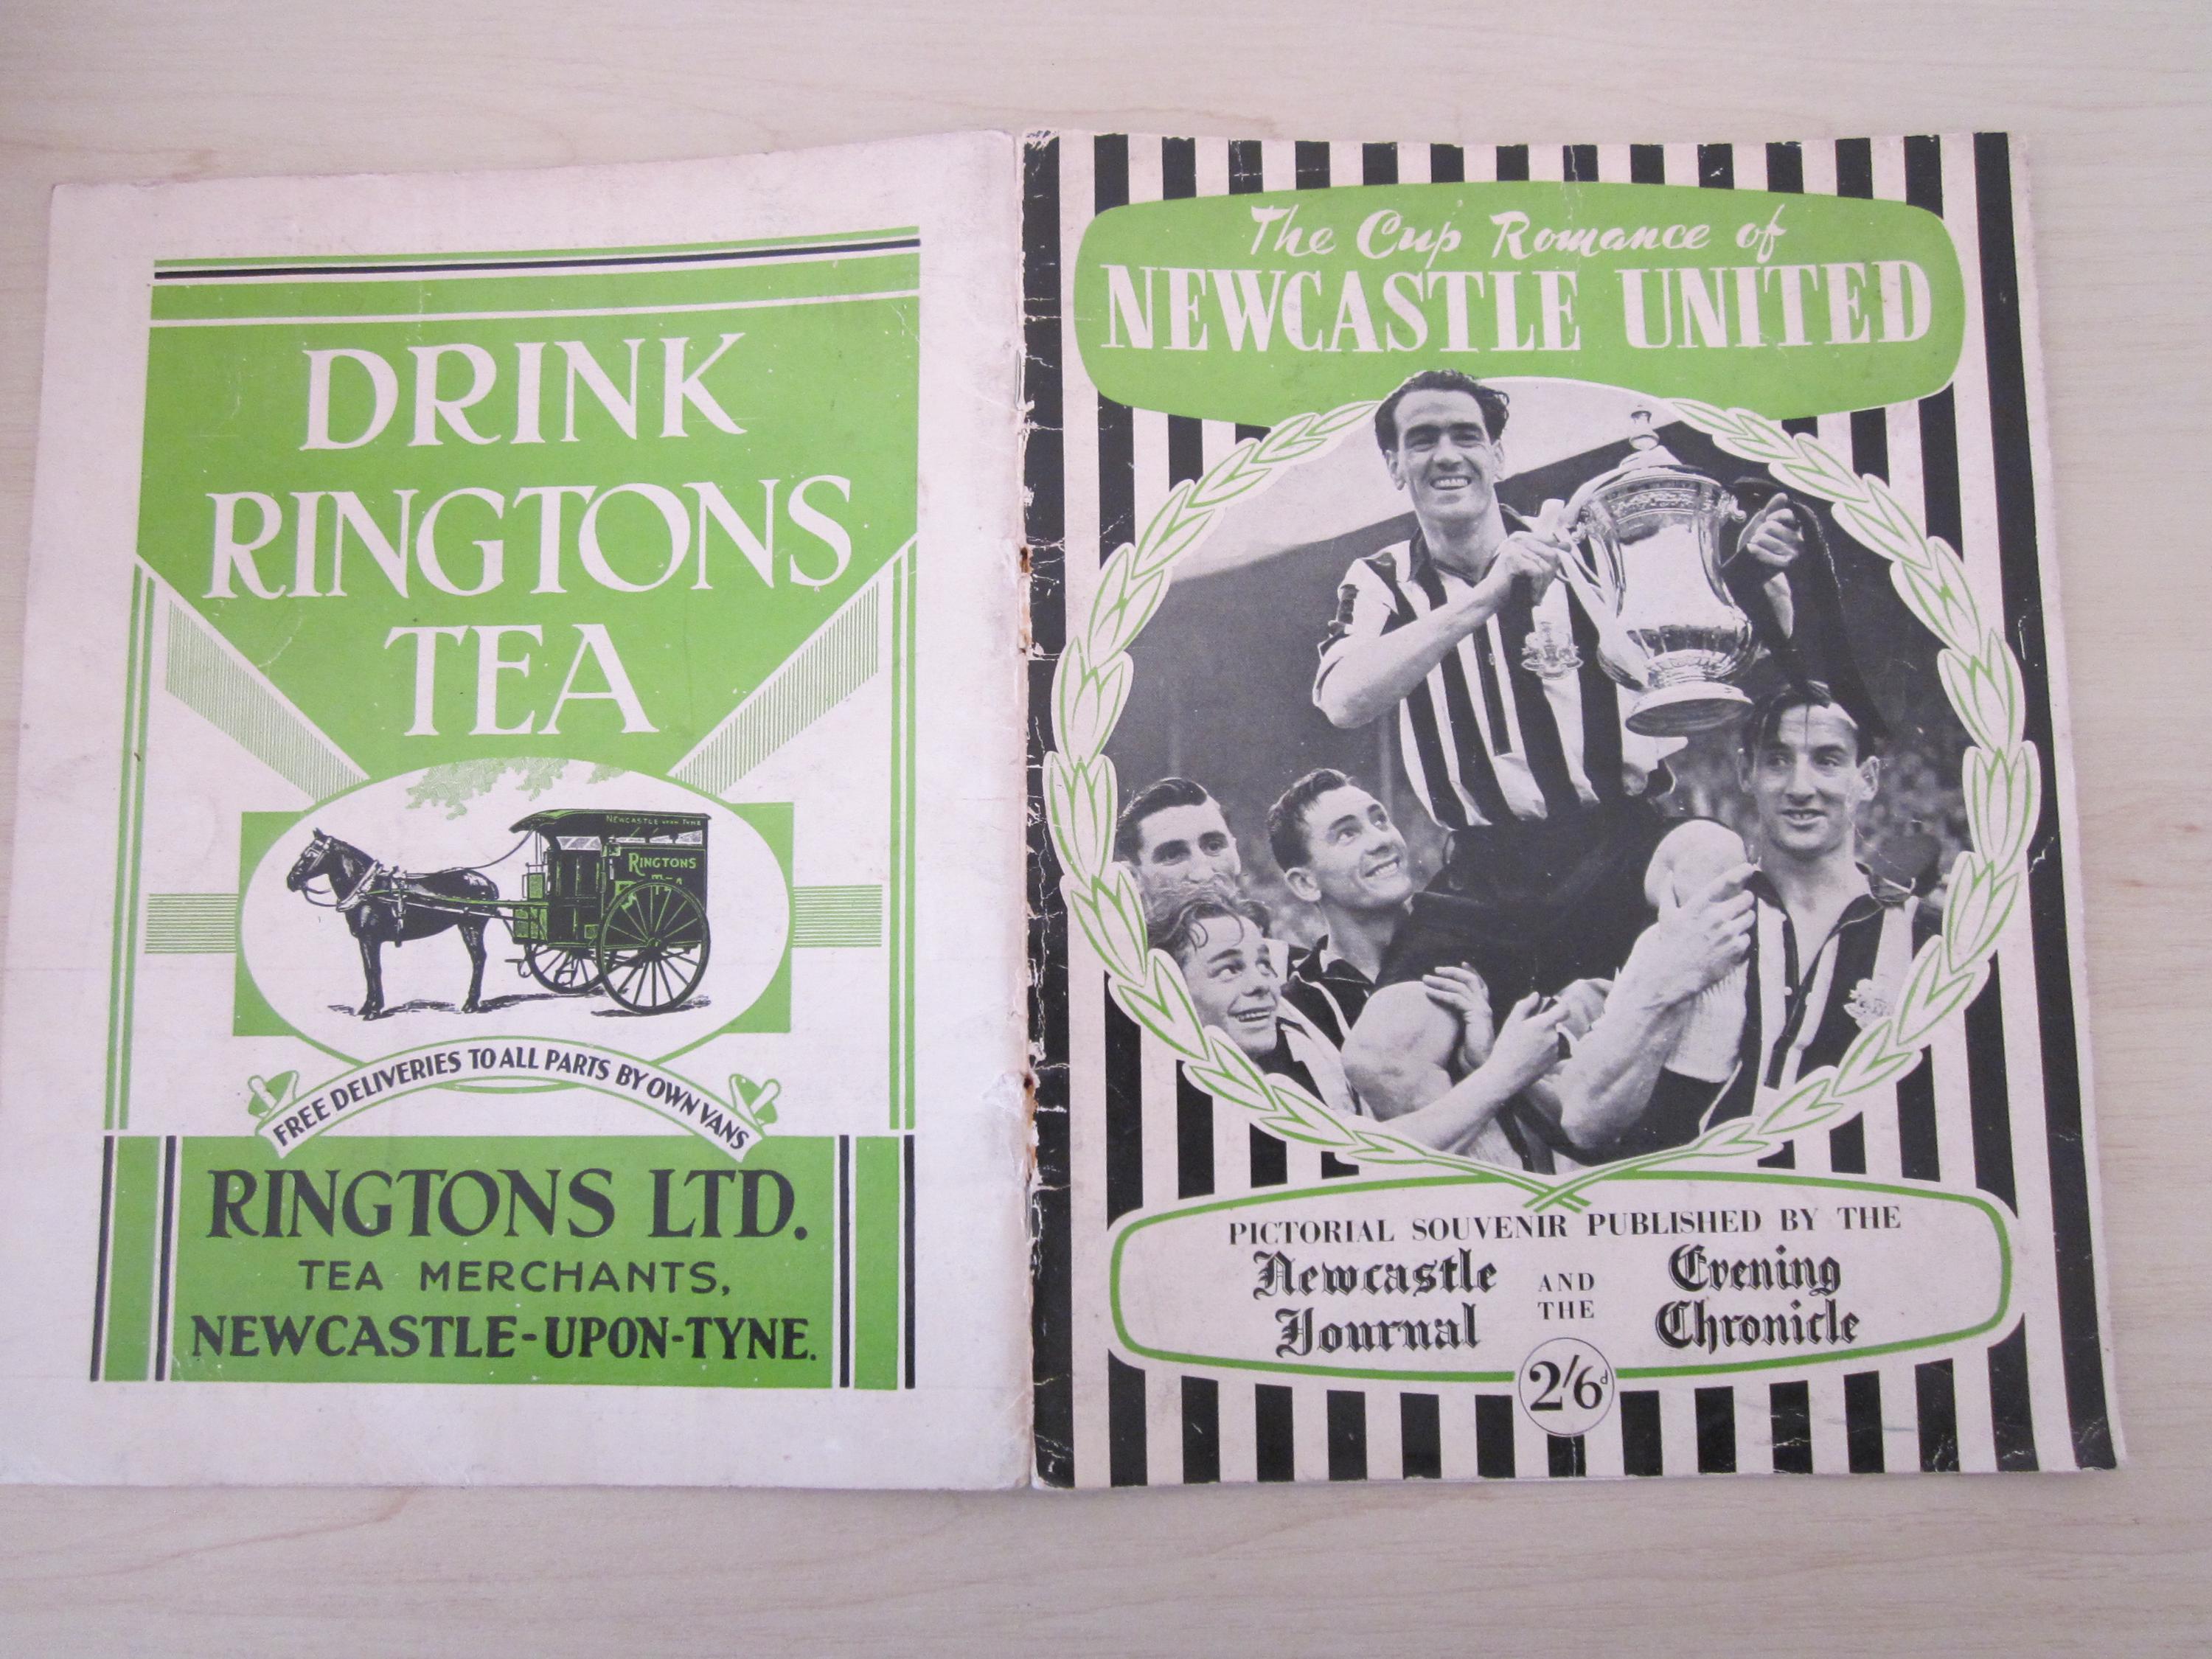 DRINK
RINGTONS
TEA
NEWCASTLE UPON TYNE
RINGTONS
FREE DELIVERIES TO ALL PARTS BY OWN VANS
RINGTONS LTD.
TEA MERCHANTS,
NEWCASTLE-UPON-TYNE.
The Cup Romance of
NEWCASTLE UNITED
PICTORIAL SOUVENIR PUBLISHED BY THE
Newcastle Journal AND THE Evening Chronicle
2/6d